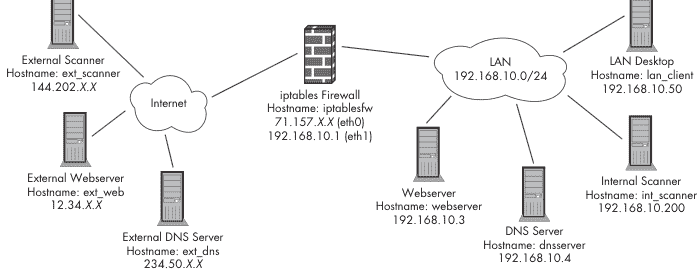 External Scanner
Hostname: ext_scanner
144.202.X.X
Internet
External Webserver
Hostname: ext_web
12.34.X.X
External DNS Server
Hostname: ext_dns
234.50.X.X
iptables Firewall
Hostname: iptablesfw
71.157.X.X (eth0)
192.168.10.1 (eth1)
LAN
192.168.10.0/24
LAN Desktop
Hostname: lan_client
192.168.10.50
Webserver
Hostname: webserver
192.168.10.3
DNS Server
Hostname: dnsserver
192.168.10.4
Internal Scanner
Hostname: int_scanner
192.168.10.200